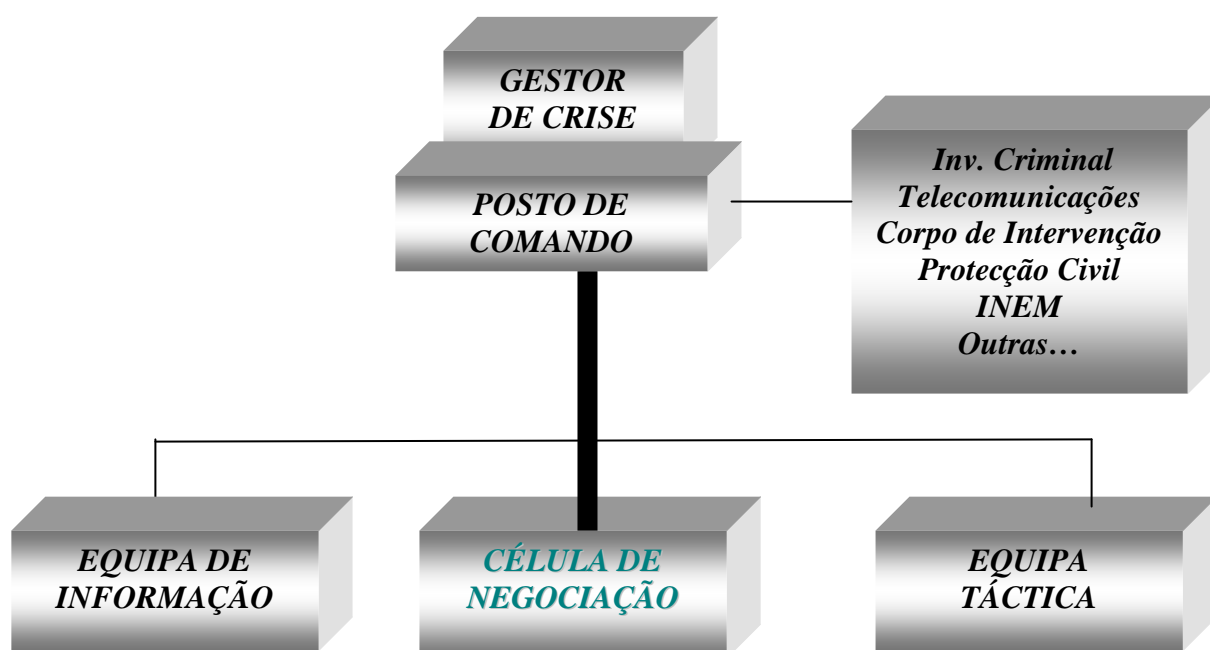 GESTOR
DE CRISE
POSTO DE
COMANDO
Inv. Criminal
Telecomunicações
Corpo de Intervenção
Protecção Civil
INEM
Outras…
EQUIPA DE
INFORMAÇÃO
CÉLULA DE
NEGOCIAÇÃO
EQUIPA
TÁCTICA